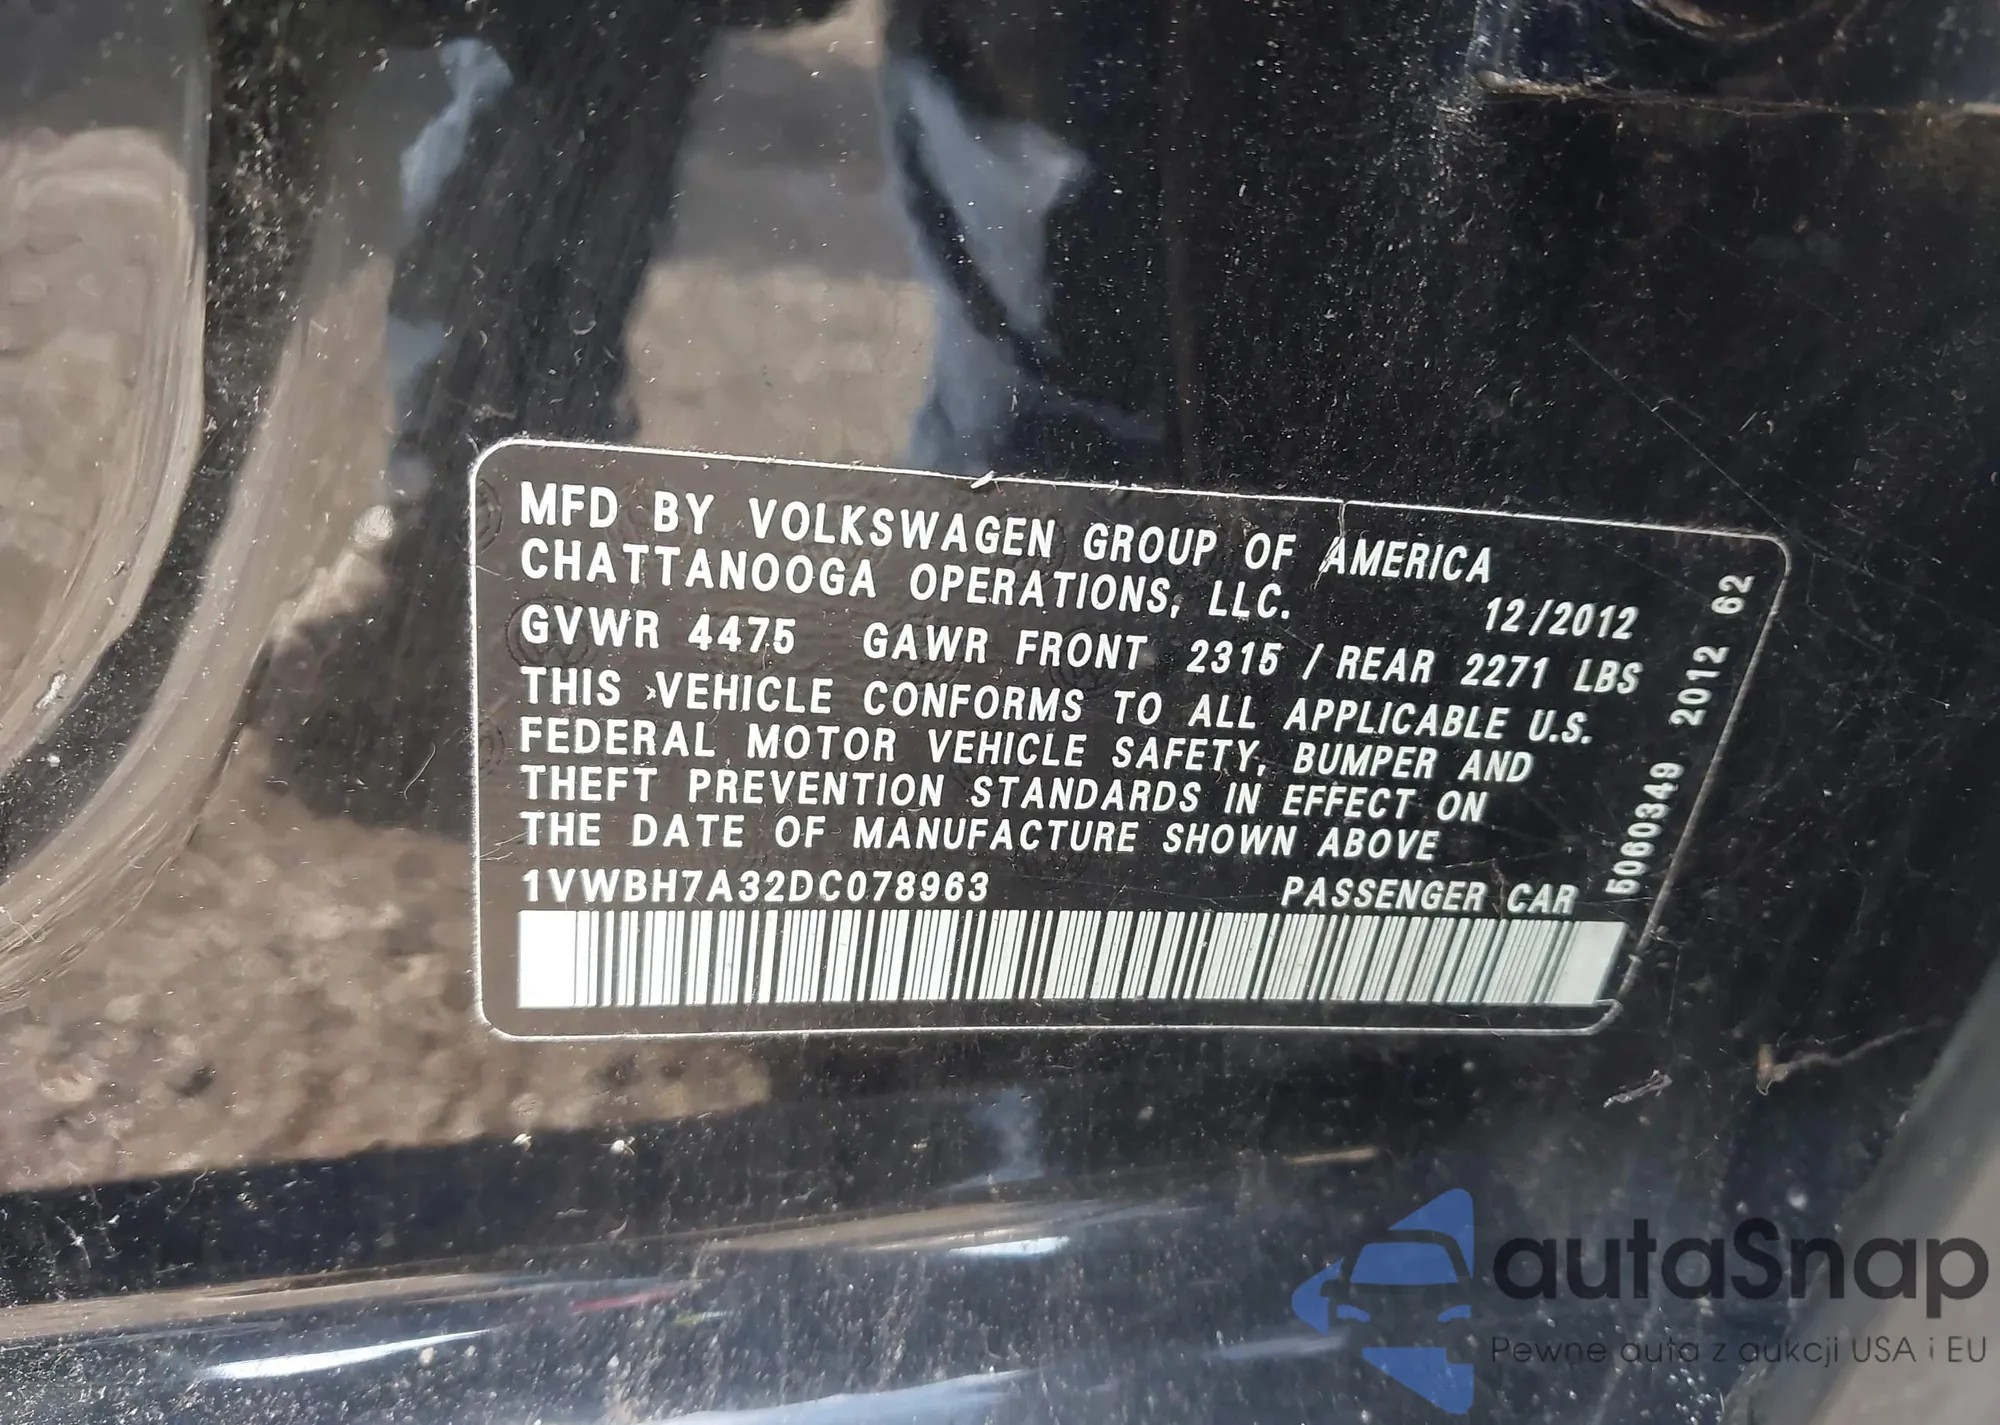 MFD BY VOLKSWAGEN GROUP OF AMERICA
CHATTANOOGA OPERATIONS, LLC.
12/2012
GVWR 4475 GAWR FRONT 2315 / REAR 2271 LBS
THIS VEHICLE CONFORMS TO ALL APPLICABLE U.S.
FEDERAL MOTOR VEHICLE SAFETY, BUMPER AND
THEFT PREVENTION STANDARDS IN EFFECT ON
THE DATE OF MANUFACTURE SHOWN ABOVE
1VWBH7A32DC078963 PASSENGER CAR
5060349 2012 62
autaSnap
Pewne auta z aukcji USA i EU